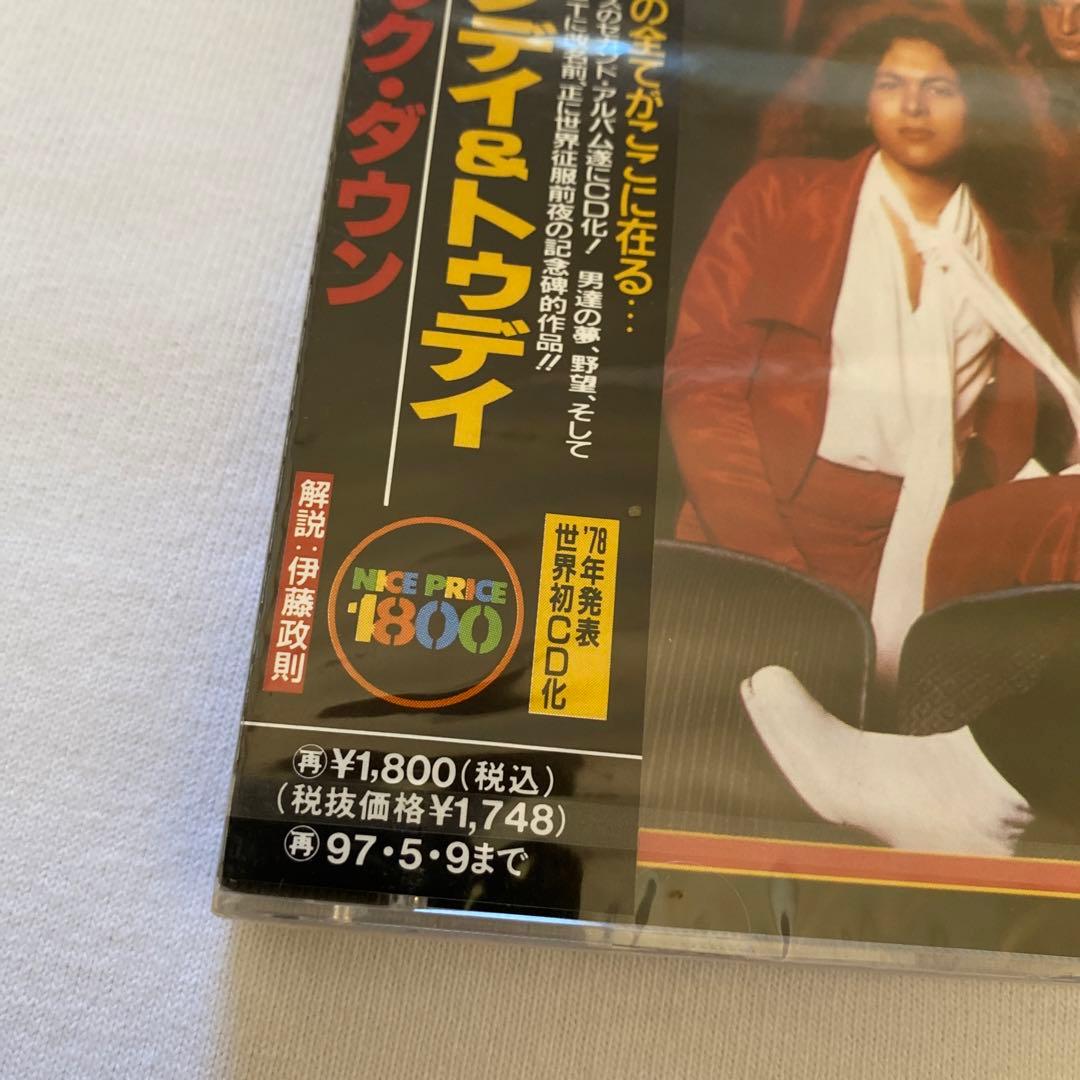 の全てがここに在る…
スのセカンド・アルバム遂にCD化! 男達の夢、野望、そして
Tに改名前、正に世界征服前夜の記念碑的作品!!
デイ&トゥデイ
ク・ダウン
'78年発表
世界初CD化
NICE PRICE
1800
解説:伊藤政則
再 ¥1,800(税込)
(税抜価格¥1,748)
再 97・5・9まで